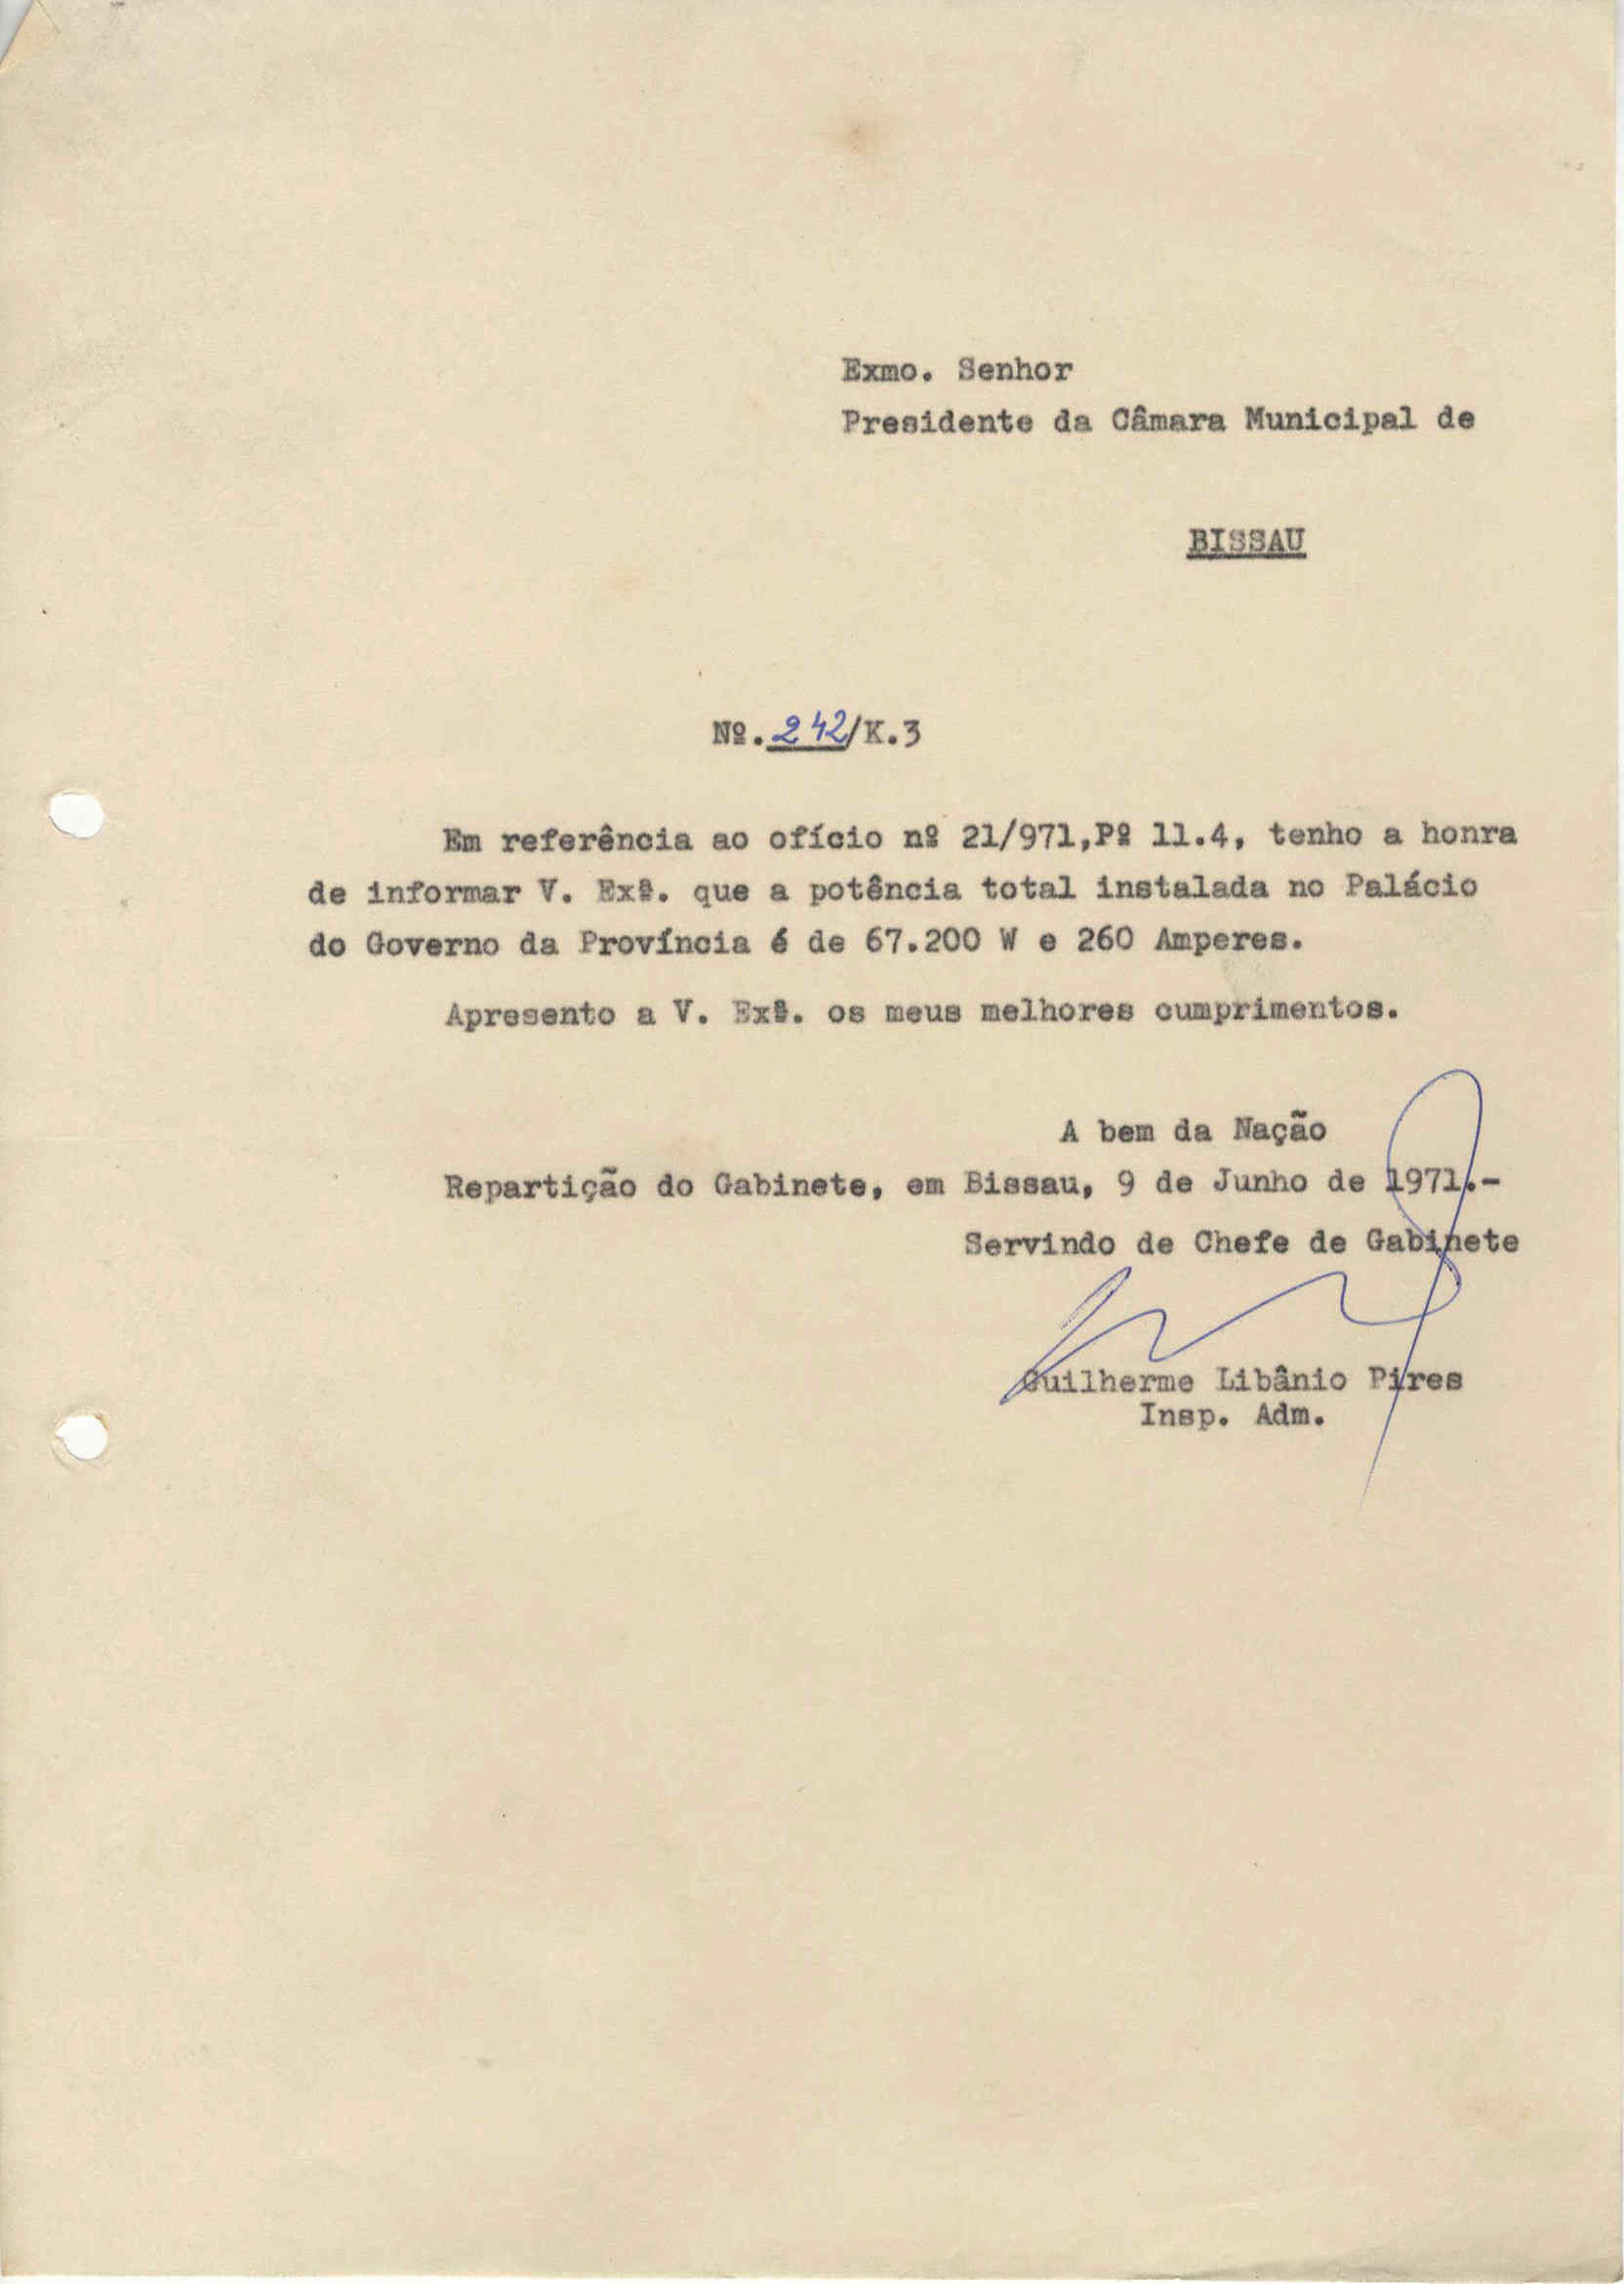 Exmo. Senhor
Presidente da Câmara Municipal de
BISSAU
Nº. 242/K.3
Em referência ao ofício nº 21/971,Pº 11.4, tenho a honra
de informar V. Exª. que a potência total instalada no Palácio
do Governo da Província é de 67.200 W e 260 Amperes.
Apresento a V. Exª. os meus melhores cumprimentos.
A bem da Nação
Repartição do Gabinete, em Bissau, 9 de Junho de 1971.-
Servindo de Chefe de Gabinete
Guilherme Libânio Pires
Insp. Adm.